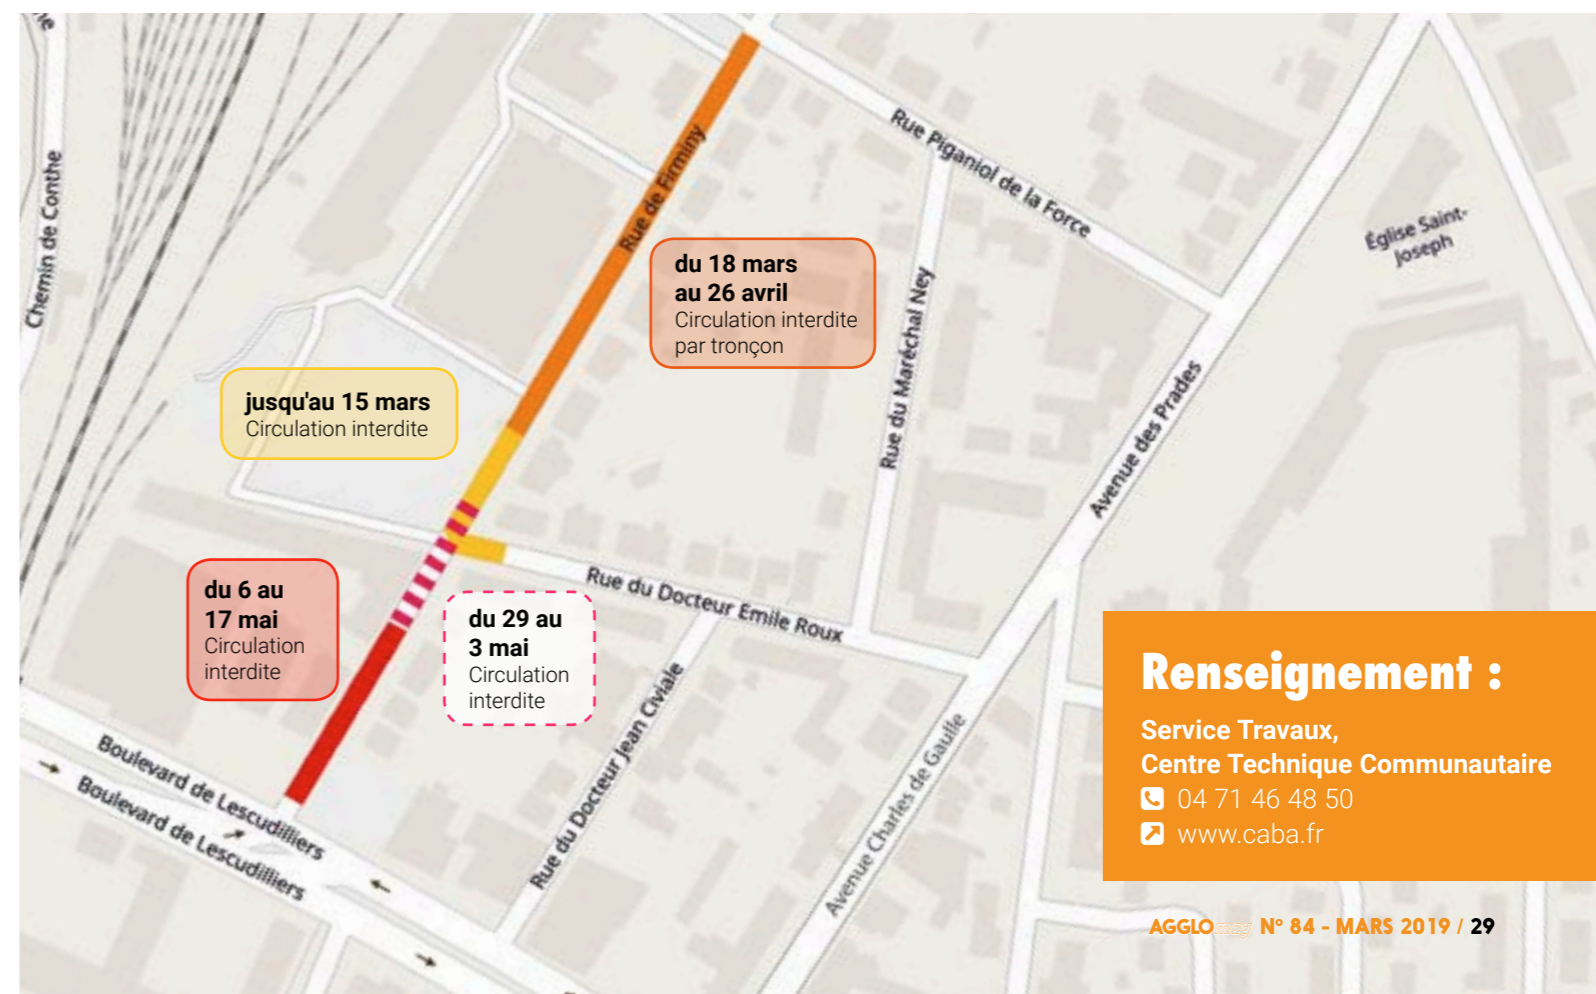 Chemin de Conthe
Rue de Firminy
Rue Piganiol de la Force
Église Saint-
Joseph
du 18 mars
au 26 avril
Circulation interdite
par tronçon
Rue du Maréchal Ney
Avenue des Prades
jusqu'au 15 mars
Circulation interdite
du 6 au
17 mai
Circulation
interdite
du 29 au
3 mai
Circulation
interdite
Rue du Docteur Emile Roux
Rue du Docteur Jean Civiale
Avenue Charles de Gaulle
Boulevard de Lescudilliers
Boulevard de Lescudilliers
Renseignement :
Service Travaux,
Centre Technique Communautaire
04 71 46 48 50
www.caba.fr
AGGLOmag N° 84 - MARS 2019 / 29